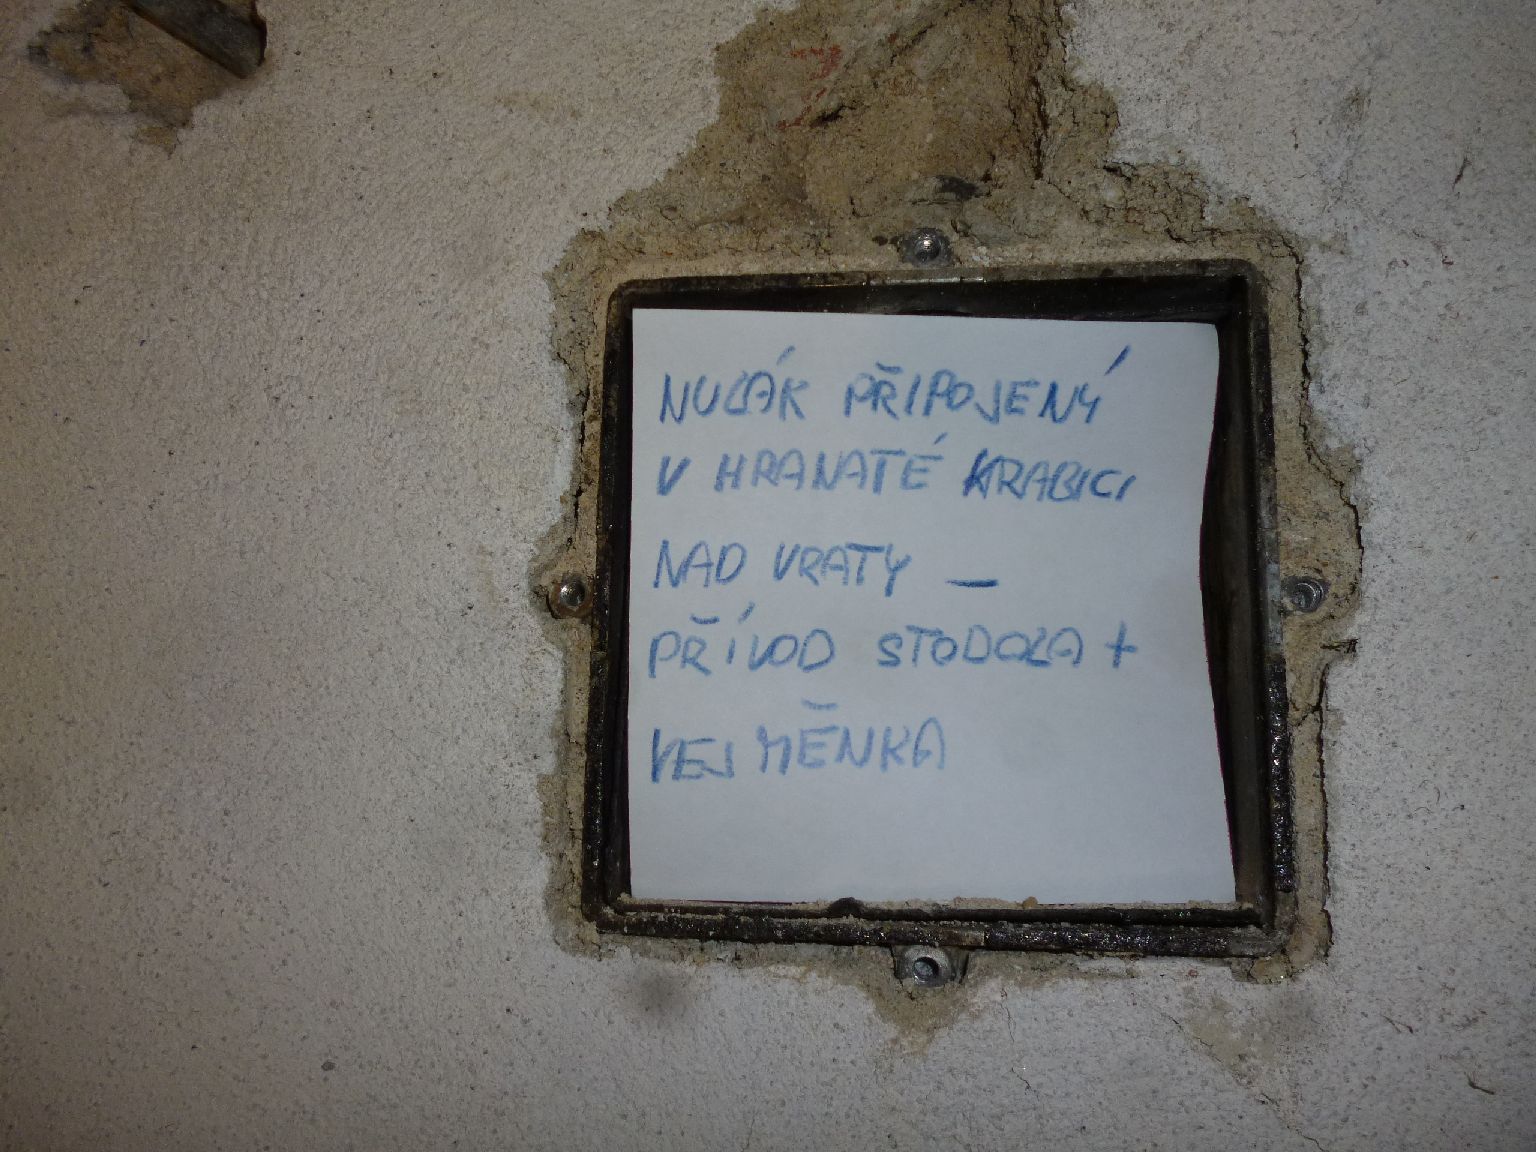 NULÁK PŘIPOJENÝ
V HRANATÉ KRABICI
NAD VRATY –
PŘÍVOD STODOLA +
VEJMĚNKA